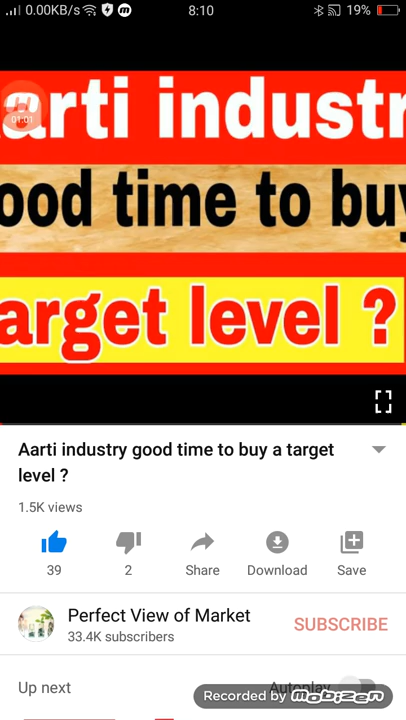 0.00KB/s
8:10
19%
arti industr
01:01
ood time to buy
arget level ?
Aarti industry good time to buy a target
level ?
1.5K views
39
2
Share
Download
Save
Perfect View of Market
33.4K subscribers
SUBSCRIBE
Up next
Autoplay
Recorded by mobizen